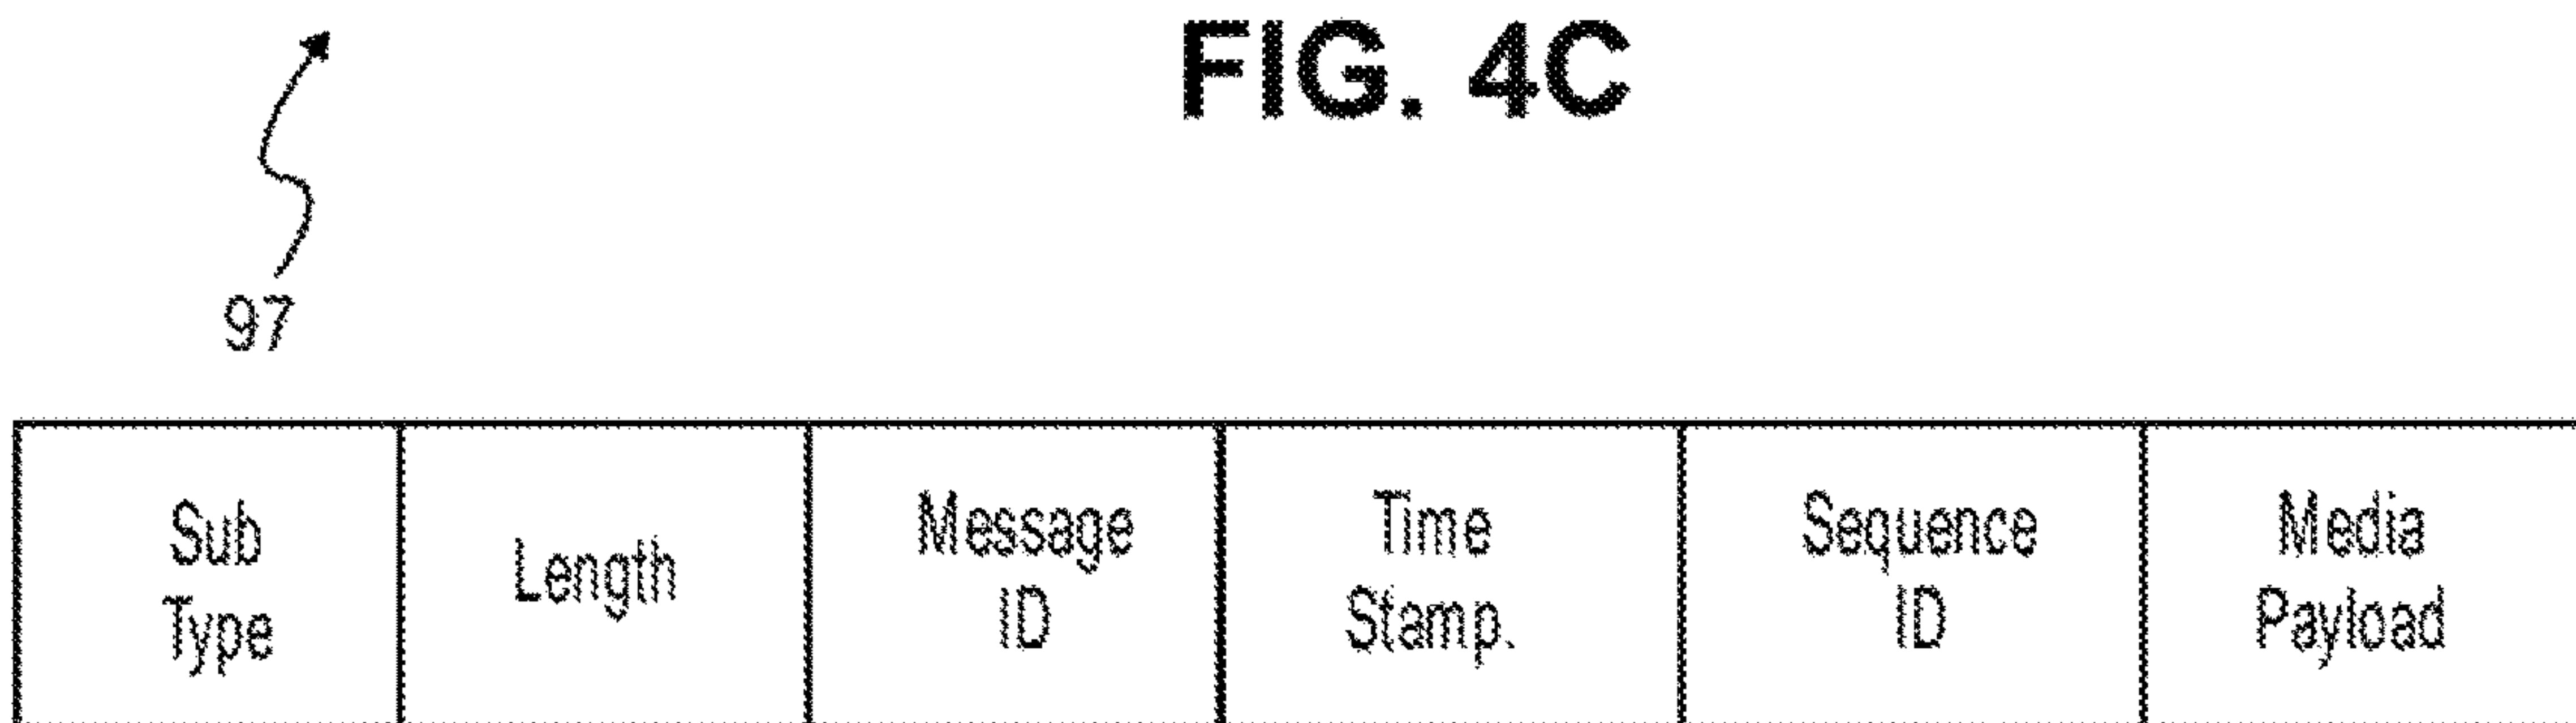 FIG. 4C
97
Sub
Type
Length
Message
ID
Time
Stamp.
Sequence
ID
Media
Payload